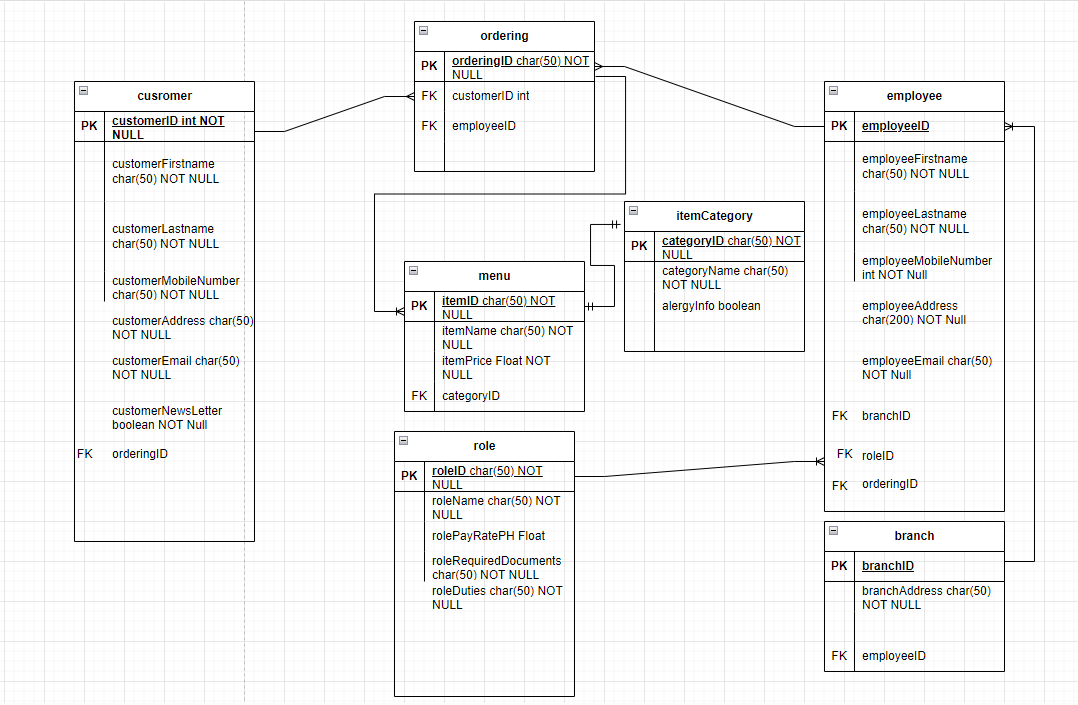 ordering
PK orderingID char(50) NOT
NULL
FK customerID int
FK employeeID
cusromer
PK customerID int NOT
NULL
customerFirstname
char(50) NOT NULL
customerLastname
char(50) NOT NULL
customerMobileNumber
char(50) NOT NULL
customerAddress char(50)
NOT NULL
customerEmail char(50)
NOT NULL
customerNewsLetter
boolean NOT Null
FK orderingID
employee
PK employeeID
employeeFirstname
char(50) NOT NULL
employeeLastname
char(50) NOT NULL
employeeMobileNumber
int NOT Null
employeeAddress
char(200) NOT Null
employeeEmail char(50)
NOT Null
FK branchID
FK roleID
FK orderingID
itemCategory
PK categoryID char(50) NOT
NULL
categoryName char(50)
NOT NULL
alergyInfo boolean
menu
PK itemID char(50) NOT
NULL
itemName char(50) NOT
NULL
itemPrice Float NOT
NULL
FK categoryID
role
PK roleID char(50) NOT
NULL
roleName char(50) NOT
NULL
rolePayRatePH Float
roleRequiredDocuments
char(50) NOT NULL
roleDuties char(50) NOT
NULL
branch
PK branchID
branchAddress char(50)
NOT NULL
FK employeeID